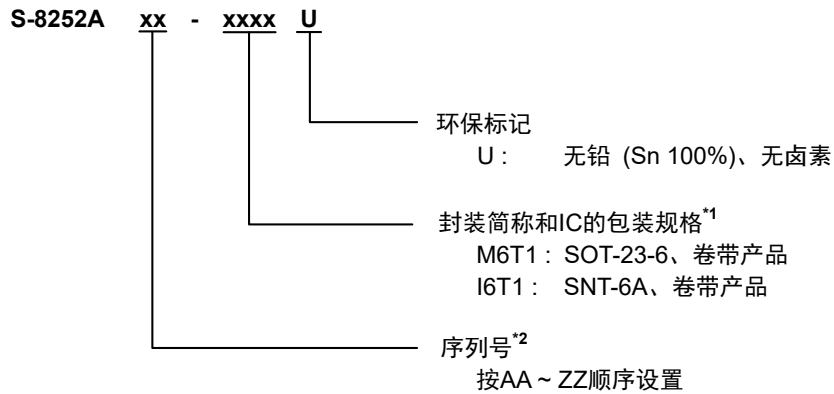 S-8252A xx - xxxx U
环保标记
U : 无铅 (Sn 100%)、无卤素
封装简称和IC的包装规格*1
M6T1 : SOT-23-6、卷带产品
I6T1 : SNT-6A、卷带产品
序列号*2
按AA ~ ZZ顺序设置